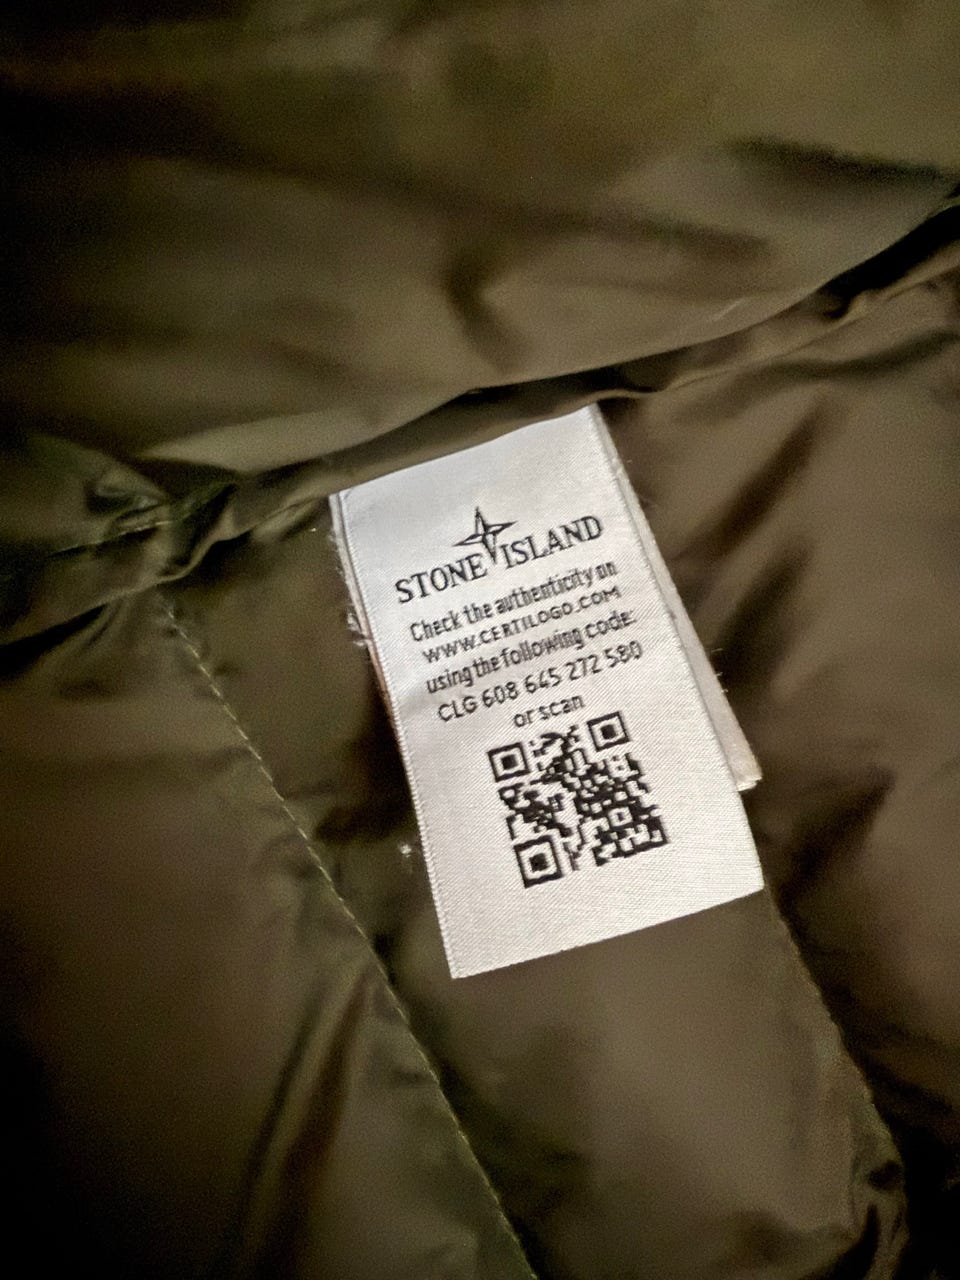 STONE ISLAND
Check the authenticity on
WWW.CERTILOGO.COM
using the following code:
CLG 608 645 272 580
or scan